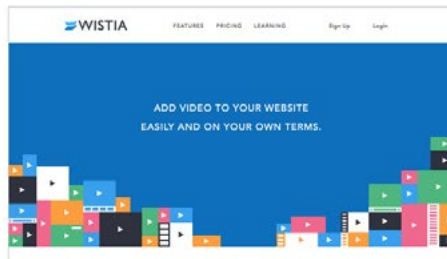 WISTIA FEATURES PRICING LEARNING Sign Up Login
ADD VIDEO TO YOUR WEBSITE
EASILY AND ON YOUR OWN TERMS.